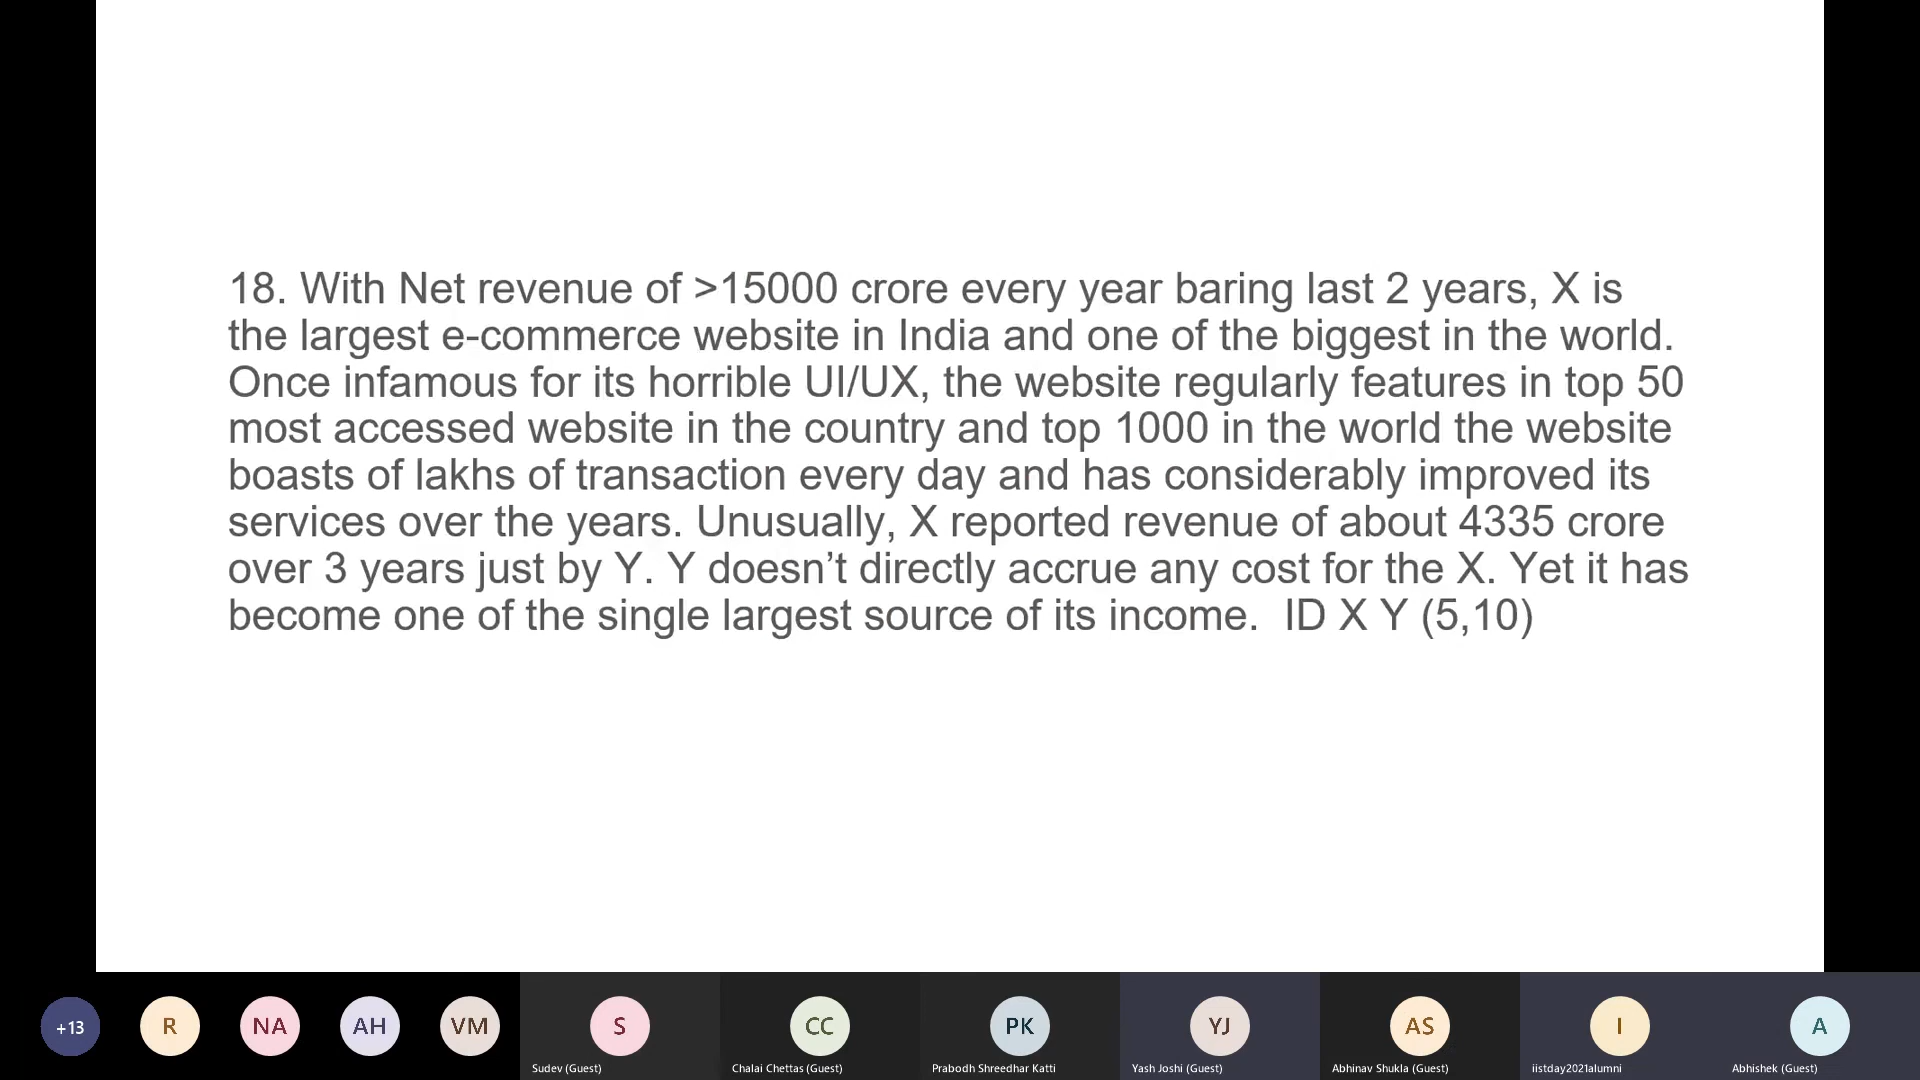 18. With Net revenue of >15000 crore every year baring last 2 years, X is
the largest e-commerce website in India and one of the biggest in the world.
Once infamous for its horrible UI/UX, the website regularly features in top 50
most accessed website in the country and top 1000 in the world the website
boasts of lakhs of transaction every day and has considerably improved its
services over the years. Unusually, X reported revenue of about 4335 crore
over 3 years just by Y. Y doesn’t directly accrue any cost for the X. Yet it has
become one of the single largest source of its income.  ID X Y (5,10)
+13
R
NA
AH
VM
S
CC
PK
YJ
AS
I
A
Sudev (Guest)
Chalai Chettas (Guest)
Prabodh Shreedhar Katti
Yash Joshi (Guest)
Abhinav Shukla (Guest)
iistday2021alumni
Abhishek (Guest)